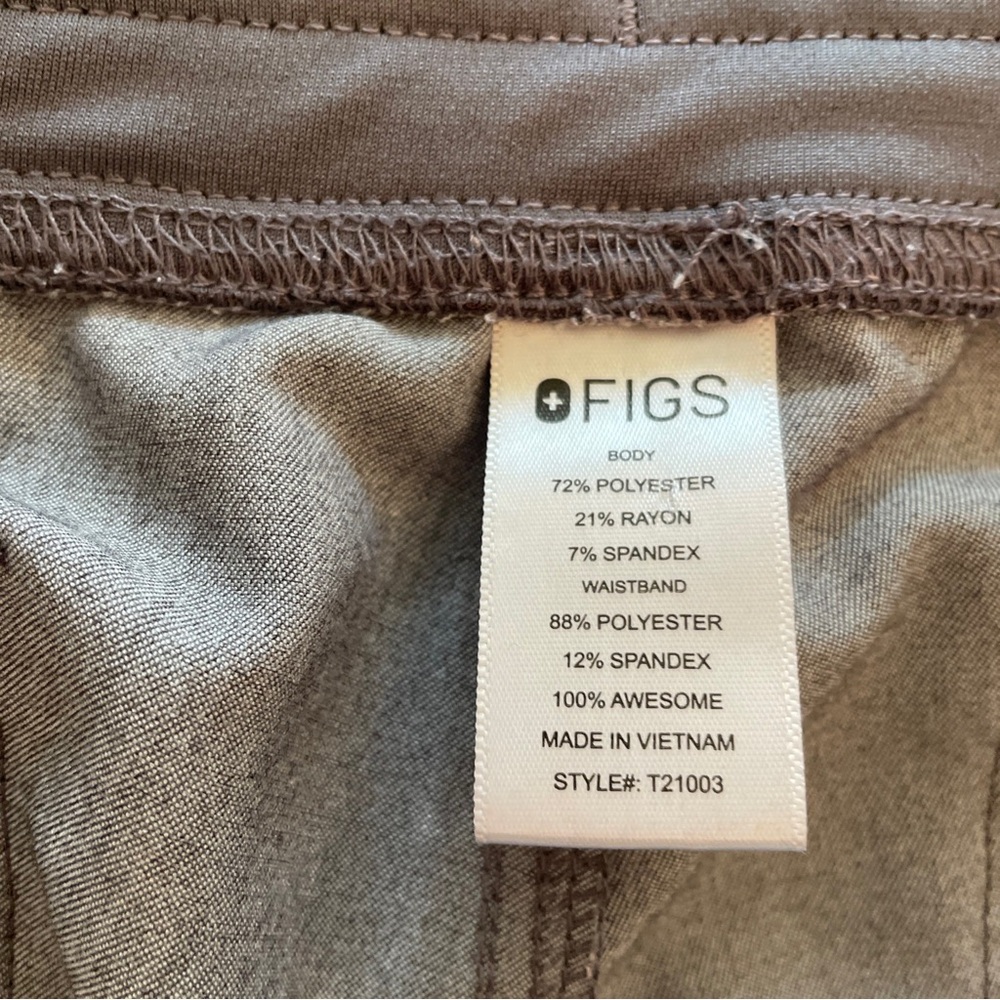 FIGS
BODY
72% POLYESTER
21% RAYON
7% SPANDEX
WAISTBAND
88% POLYESTER
12% SPANDEX
100% AWESOME
MADE IN VIETNAM
STYLE#: T21003